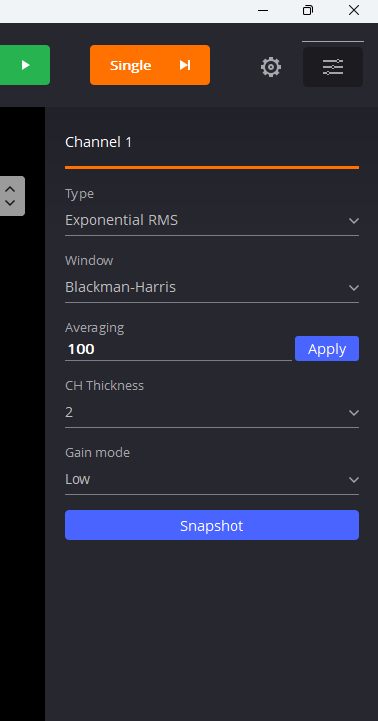 Single
Channel 1
Type
Exponential RMS
Window
Blackman-Harris
Averaging
100
Apply
CH Thickness
2
Gain mode
Low
Snapshot